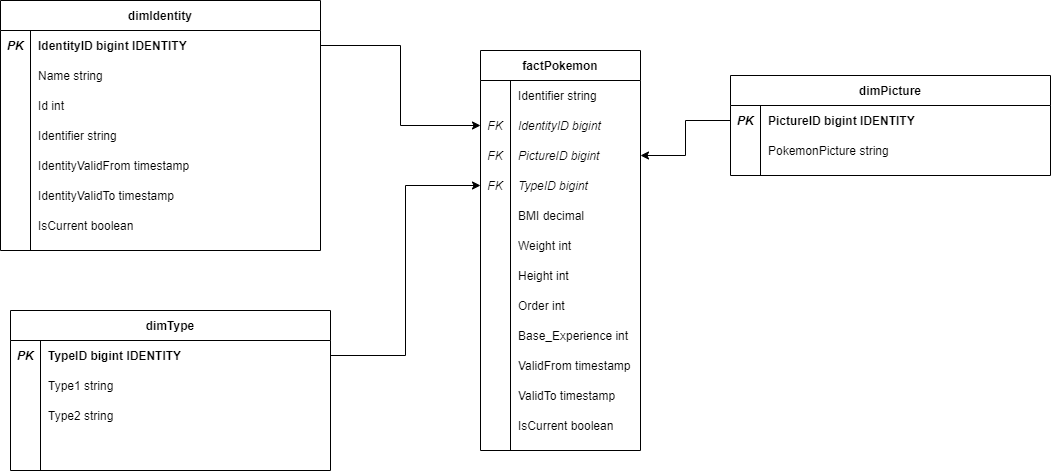 dimIdentity
PK IdentityID bigint IDENTITY
Name string
Id int
Identifier string
IdentityValidFrom timestamp
IdentityValidTo timestamp
IsCurrent boolean
dimType
PK TypeID bigint IDENTITY
Type1 string
Type2 string
factPokemon
Identifier string
FK IdentityID bigint
FK PictureID bigint
FK TypeID bigint
BMI decimal
Weight int
Height int
Order int
Base_Experience int
ValidFrom timestamp
ValidTo timestamp
IsCurrent boolean
dimPicture
PK PictureID bigint IDENTITY
PokemonPicture string